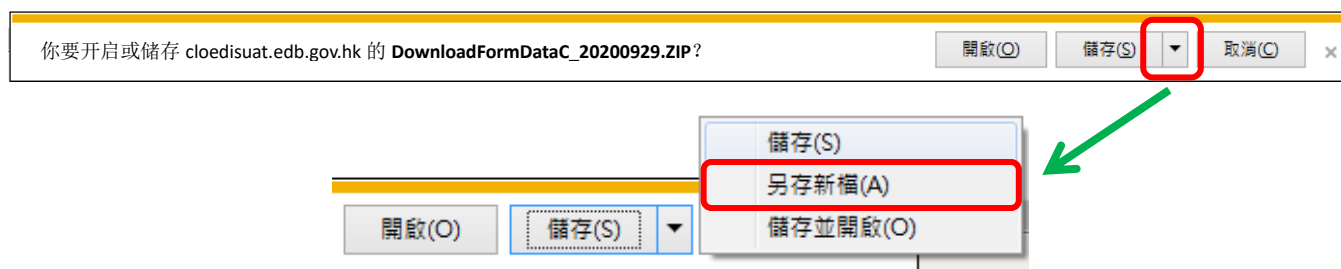 你要开启或储存 cloedisuat.edb.gov.hk 的 DownloadFormDataC_20200929.ZIP？ 開啟(O) 儲存(S) 取消(C) ×
儲存(S)
另存新檔(A)
開啟(O) 儲存(S) 儲存並開啟(O)